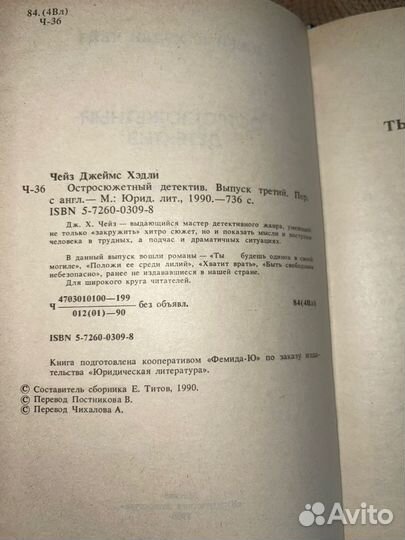 84.(4Вл)
Ч-36
Чейз Джеймс Хэдли
Ч-36 Остросюжетный детектив. Выпуск третий. Пер.
с англ.— М.: Юрид. лит., 1990.—736 с.
ISBN 5-7260-0309-8
Дж. X. Чейз — выдающийся мастер детективного жанра, умеющий
не только «закружить» хитро сюжет, но и показать мысли и поступки
человека в трудных, а подчас и драматичных ситуациях.
В данный выпуск вошли романы — «Ты будешь одинок в своей
могиле», «Положи ее среди лилий», «Хватит врать», «Быть свободным
небезопасно», ранее не издававшиеся в нашей стране.
Для широкого круга читателей.
Ч 4703010100—199
012(01)—90 без объявл.
84(4Вл)
ISBN 5-7260-0309-8
Книга подготовлена кооперативом «Фемида-Ю» по заказу изда-
тельства «Юридическая литература».
© Составитель сборника Е. Титов, 1990.
© Перевод Постникова В.
© Перевод Чихалова А.
ТЫ
Avito